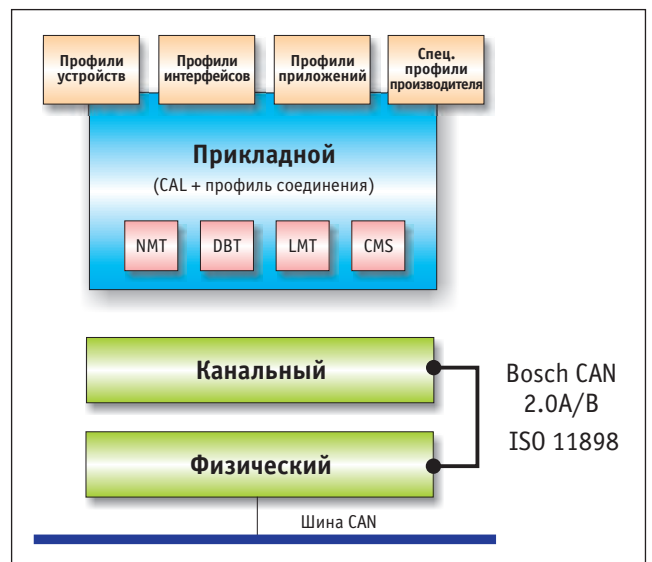 Профили
устройств
Профили
интерфейсов
Профили
приложений
Спец.
профили
производителя
Прикладной
(CAL + профиль соединения)
NMT
DBT
LMT
CMS
Канальный
Физический
Bosch CAN
2.0A/B
ISO 11898
Шина CAN